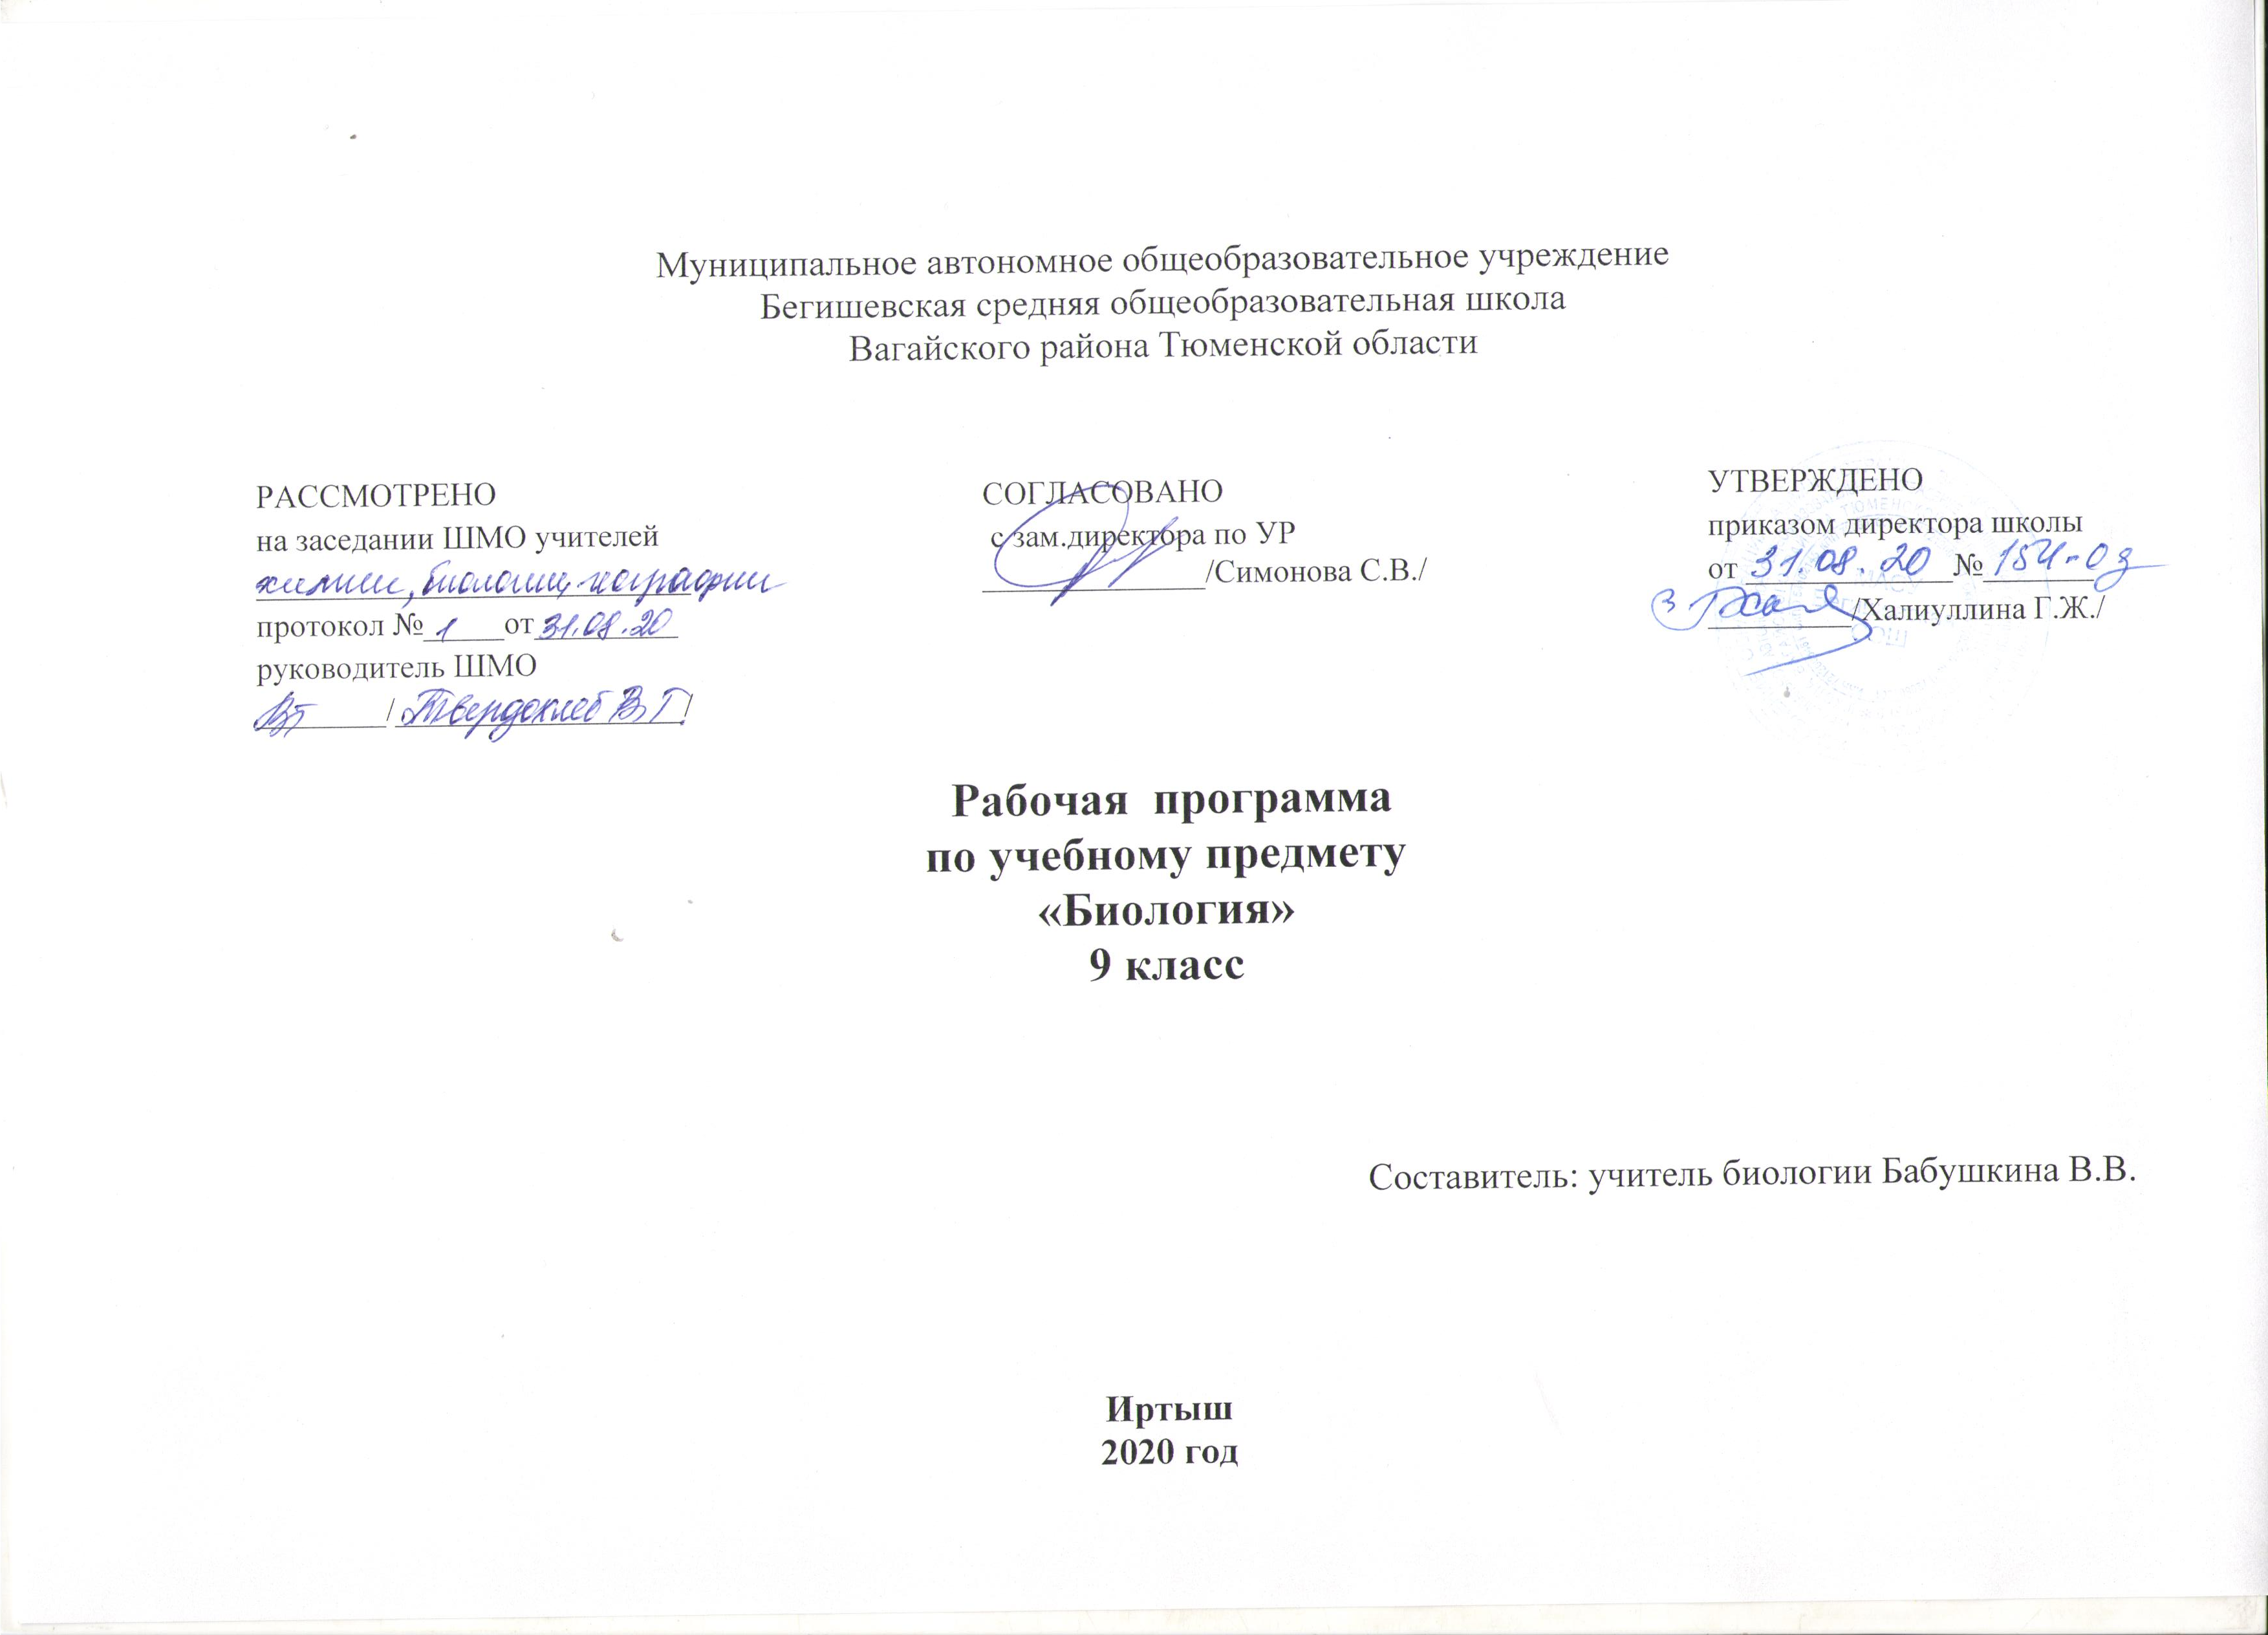 Муниципальное автономное общеобразовательное учреждение
Бегишевская средняя общеобразовательная школа
Вагайского района Тюменской области
РАССМОТРЕНО
на заседании ШМО учителей
химии, биологии, географии
протокол № 1 от 31.08.20
руководитель ШМО
/ Твердохлеб В Г /
СОГЛАСОВАНО
с зам.директора по УР
/Симонова С.В./
УТВЕРЖДЕНО
приказом директора школы
от 31.08.20 № 154-од
/Халиуллина Г.Ж./
Рабочая программа
по учебному предмету
«Биология»
9 класс
Составитель: учитель биологии Бабушкина В.В.
Иртыш
2020 год